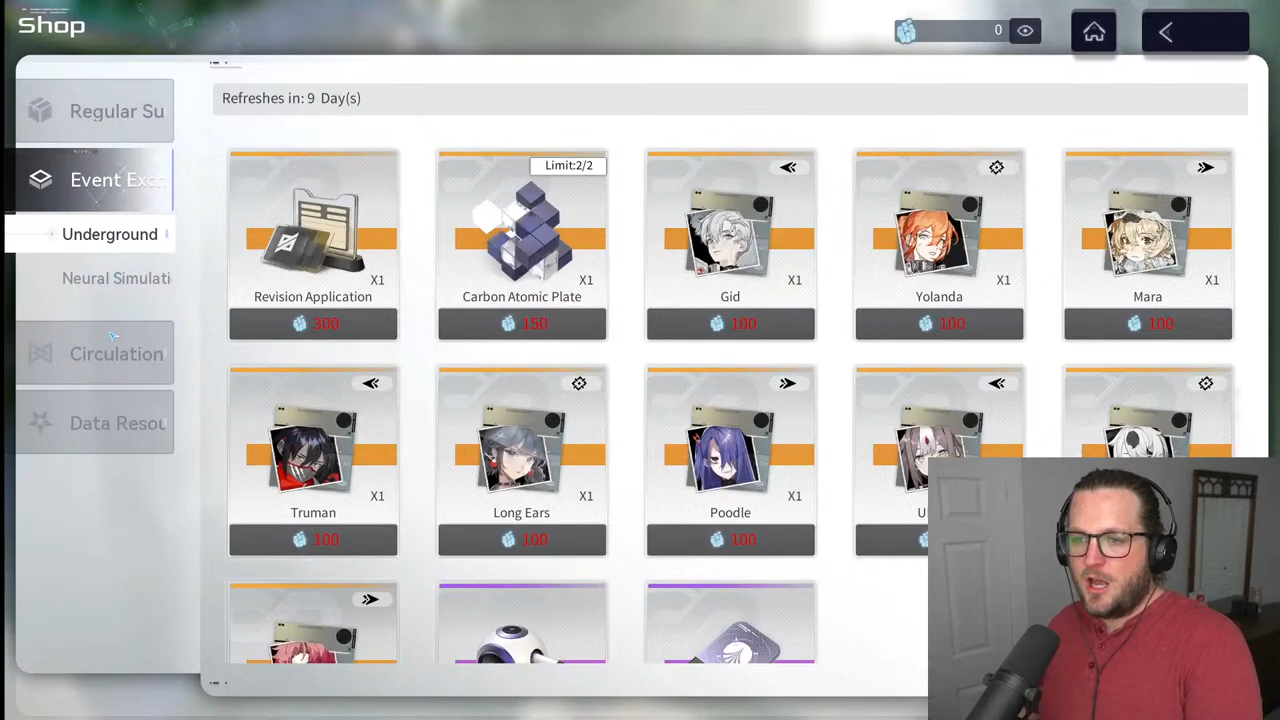 Shop
0
Regular Su
Event Exc
Underground
Neural Simulati
Circulation
Data Resou
Refreshes in: 9 Day(s)
X1
Revision Application
300
Limit:2/2
X1
Carbon Atomic Plate
150
X1
Gid
100
X1
Yolanda
100
X1
Mara
100
X1
Truman
100
X1
Long Ears
100
X1
Poodle
100
U